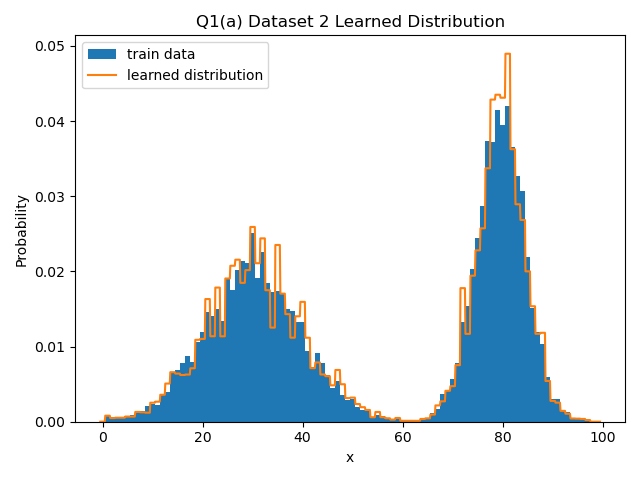 Q1(a) Dataset 2 Learned Distribution
train data
learned distribution
Probability
0.05
0.04
0.03
0.02
0.01
0.00
0 20 40 60 80 100
x